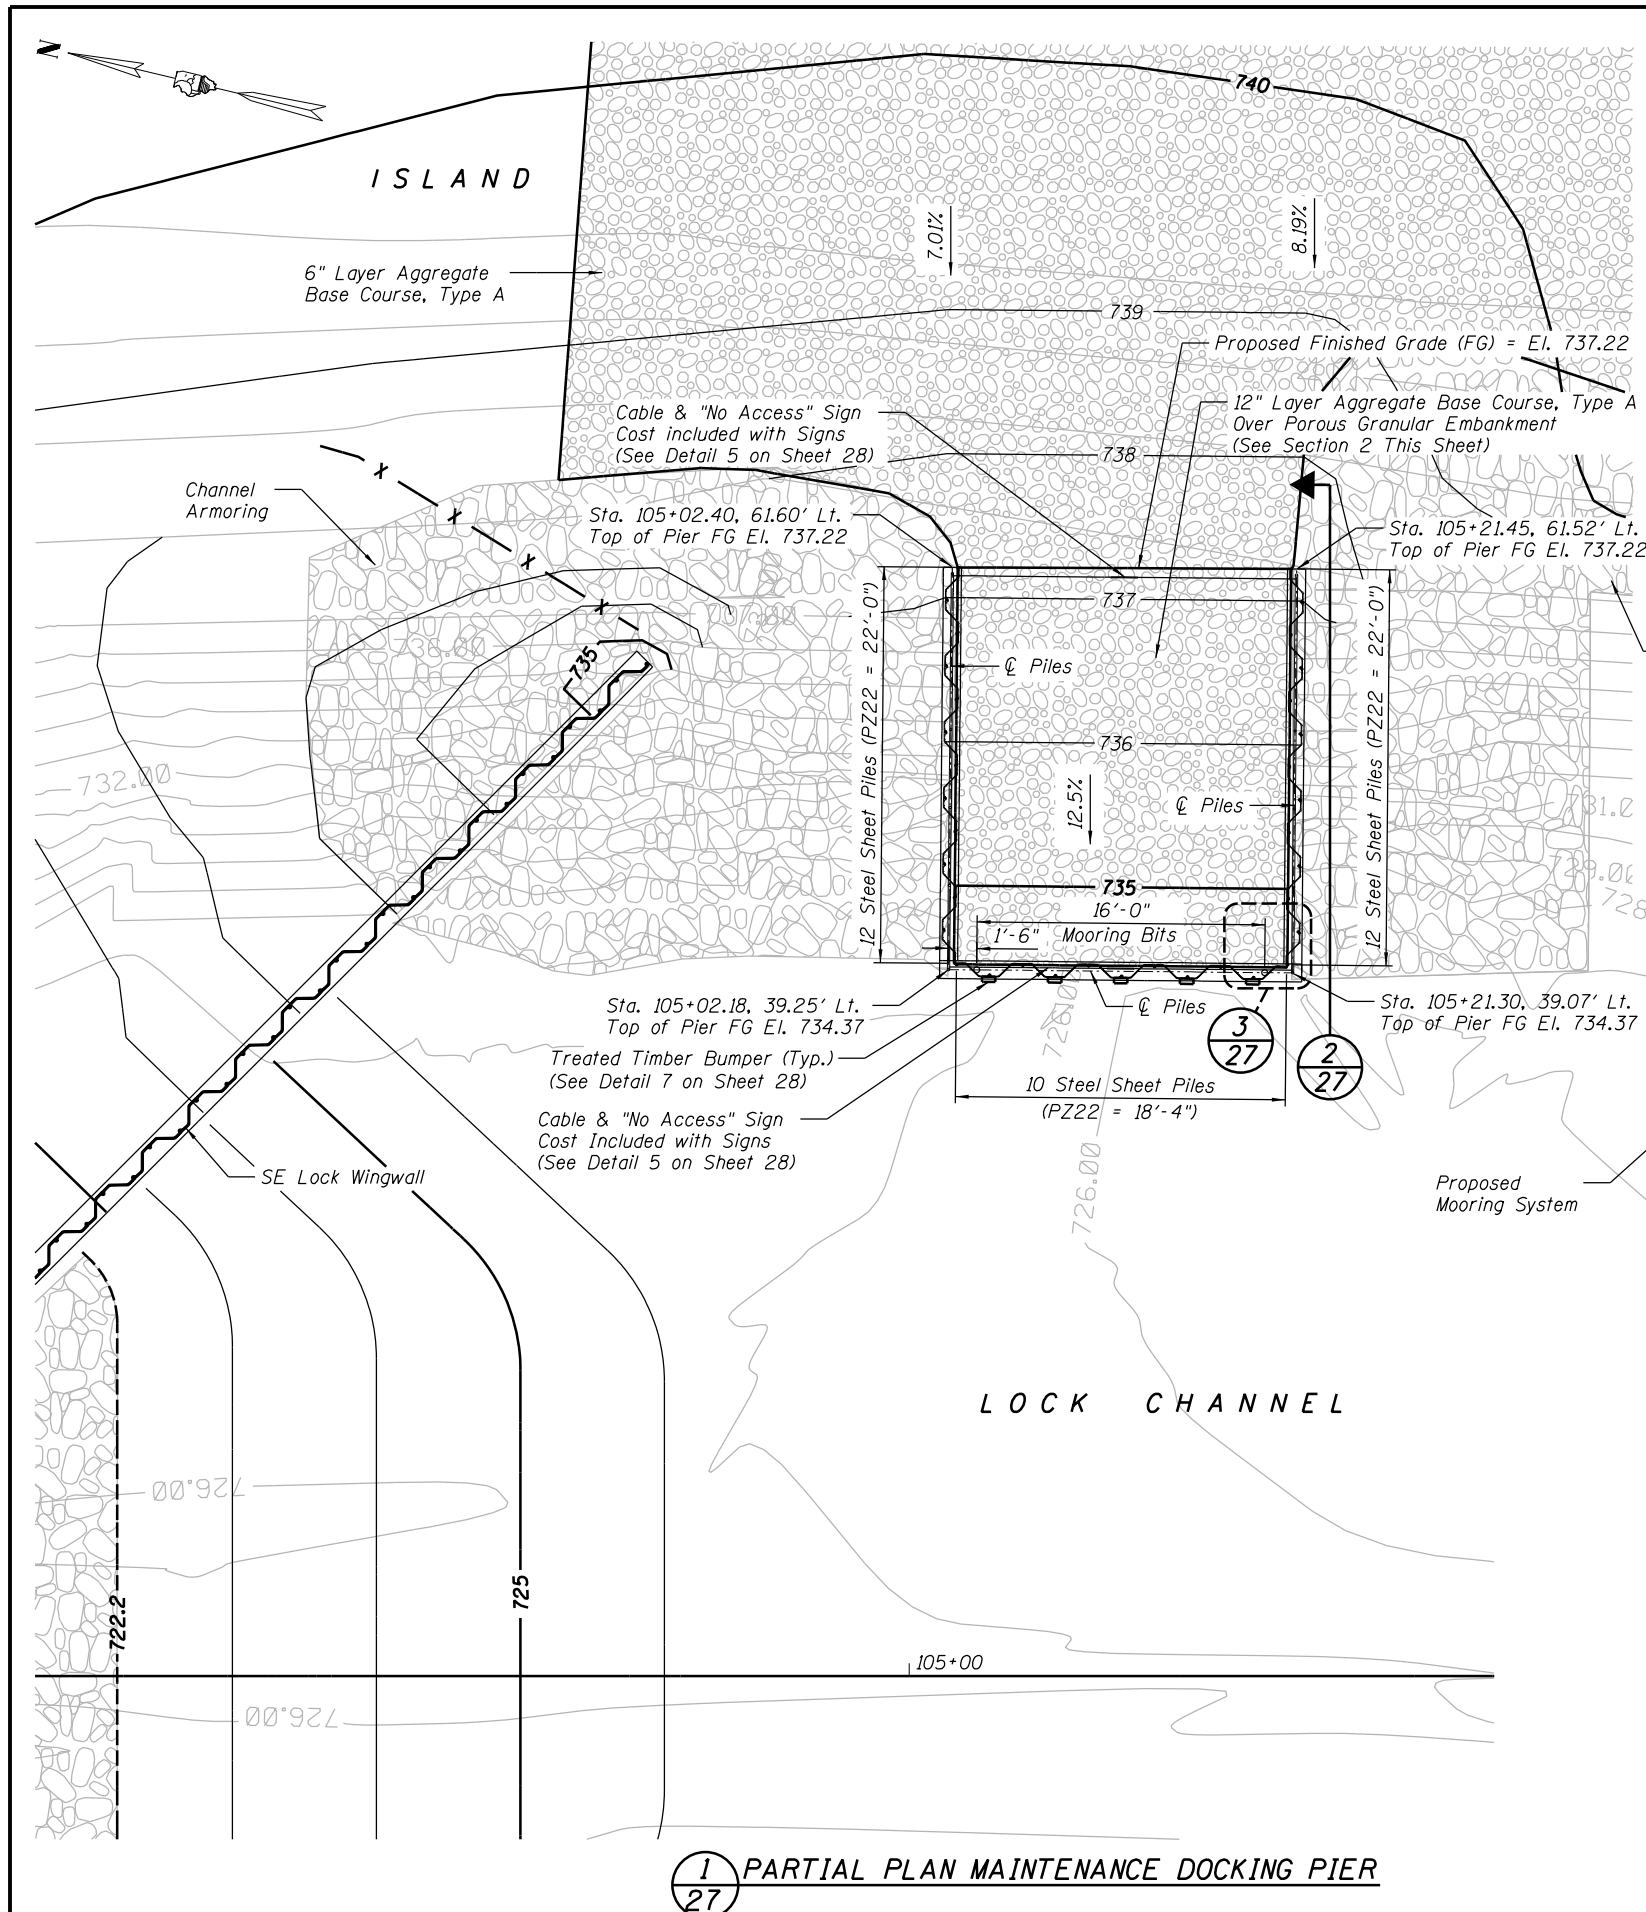 N
740
ISLAND
7.01%
8.19%
6" Layer Aggregate
Base Course, Type A
739
Proposed Finished Grade (FG) = El. 737.22
Cable & "No Access" Sign
Cost included with Signs
(See Detail 5 on Sheet 28)
12" Layer Aggregate Base Course, Type A
Over Porous Granular Embankment
(See Section 2 This Sheet)
738
X
Channel
Armoring
X
Sta. 105+02.40, 61.60' Lt.
Top of Pier FG El. 737.22
Sta. 105+21.45, 61.52' Lt.
Top of Pier FG El. 737.22
X
X
737
736.00
735
℄ Piles
12 Steel Sheet Piles (PZ22 = 22'-0")
12 Steel Sheet Piles (PZ22 = 22'-0")
736
732.00
12.5%
℄ Piles
735
16'-0"
1'-6" Mooring Bits
Sta. 105+02.18, 39.25' Lt.
Top of Pier FG El. 734.37
℄ Piles
Sta. 105+21.30, 39.07' Lt.
Top of Pier FG El. 734.37
726.00
3
27
2
27
Treated Timber Bumper (Typ.)
(See Detail 7 on Sheet 28)
10 Steel Sheet Piles
(PZ22 = 18'-4")
Cable & "No Access" Sign
Cost Included with Signs
(See Detail 5 on Sheet 28)
SE Lock Wingwall
726.00
Proposed
Mooring System
LOCK CHANNEL
726.00
722.2
725
105+00
726.00
1
27
PARTIAL PLAN MAINTENANCE DOCKING PIER